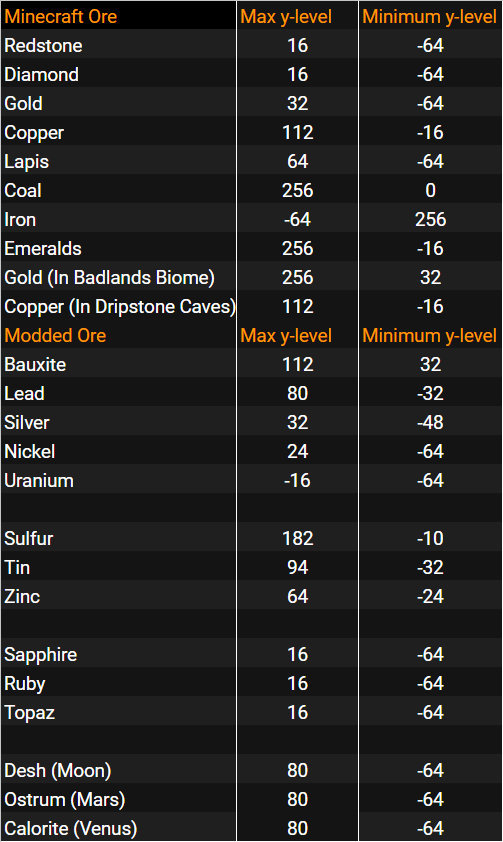 Minecraft Ore Max y-level Minimum y-level
Redstone 16 -64
Diamond 16 -64
Gold 32 -64
Copper 112 -16
Lapis 64 -64
Coal 256 0
Iron -64 256
Emeralds 256 -16
Gold (In Badlands Biome) 256 32
Copper (In Dripstone Caves) 112 -16
Modded Ore Max y-level Minimum y-level
Bauxite 112 32
Lead 80 -32
Silver 32 -48
Nickel 24 -64
Uranium -16 -64
Sulfur 182 -10
Tin 94 -32
Zinc 64 -24
Sapphire 16 -64
Ruby 16 -64
Topaz 16 -64
Desh (Moon) 80 -64
Ostrum (Mars) 80 -64
Calorite (Venus) 80 -64